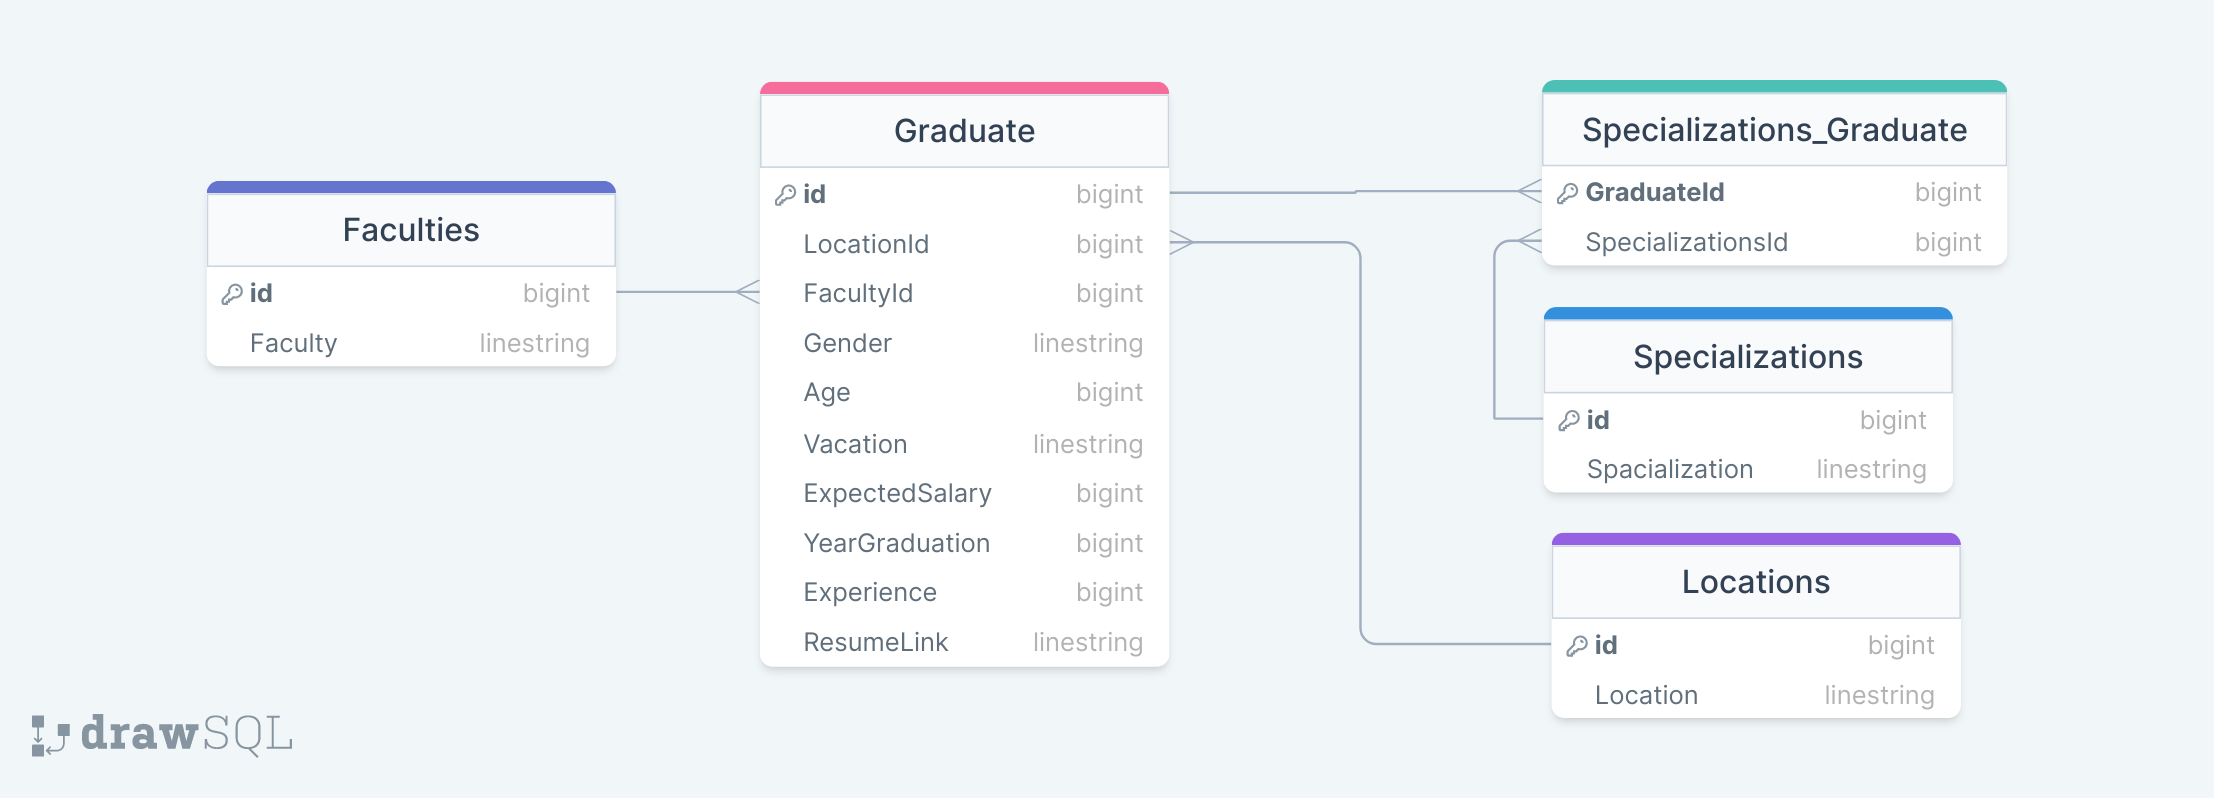 Faculties
id bigint
Faculty linestring
Graduate
id bigint
LocationId bigint
FacultyId bigint
Gender linestring
Age bigint
Vacation linestring
ExpectedSalary bigint
YearGraduation bigint
Experience bigint
ResumeLink linestring
Specializations_Graduate
GraduateId bigint
SpecializationsId bigint
Specializations
id bigint
Spacialization linestring
Locations
id bigint
Location linestring
drawSQL